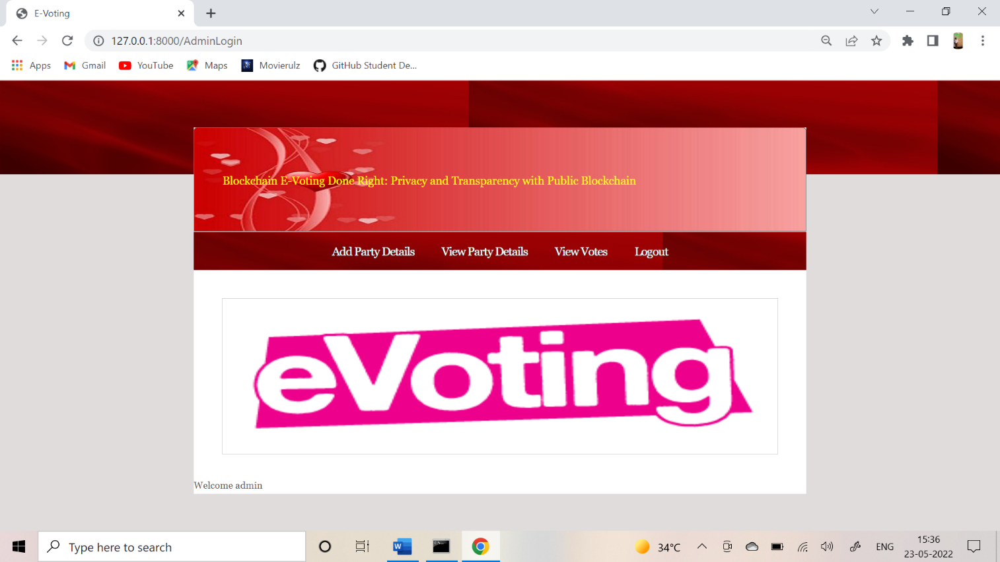 E-Voting
127.0.0.1:8000/AdminLogin
Apps Gmail YouTube Maps Movierulz GitHub Student De...
Blockchain E-Voting Done Right: Privacy and Transparency with Public Blockchain
Add Party Details View Party Details View Votes Logout
eVoting
Welcome admin
Type here to search
W
34°C
ENG
15:36
23-05-2022